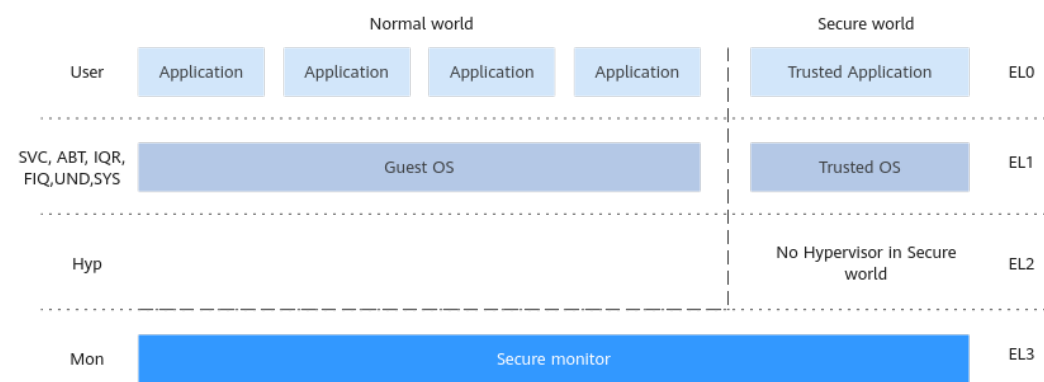 Normal world
Secure world
User
Application
Application
Application
Application
Trusted Application
EL0
SVC, ABT, IQR,
FIQ,UND,SYS
Guest OS
Trusted OS
EL1
Hyp
No Hypervisor in Secure
world
EL2
Mon
Secure monitor
EL3